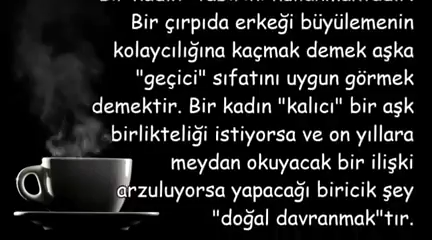 Bir çırpıda erkeği büyülemenin
kolaycılığına kaçmak demek aşka
"geçici" sıfatını uygun görmek
demektir. Bir kadın "kalıcı" bir aşk
birlikteliği istiyorsa ve on yıllara
meydan okuyacak bir ilişki
arzuluyorsa yapacağı biricik şey
"doğal davranmak"tır.